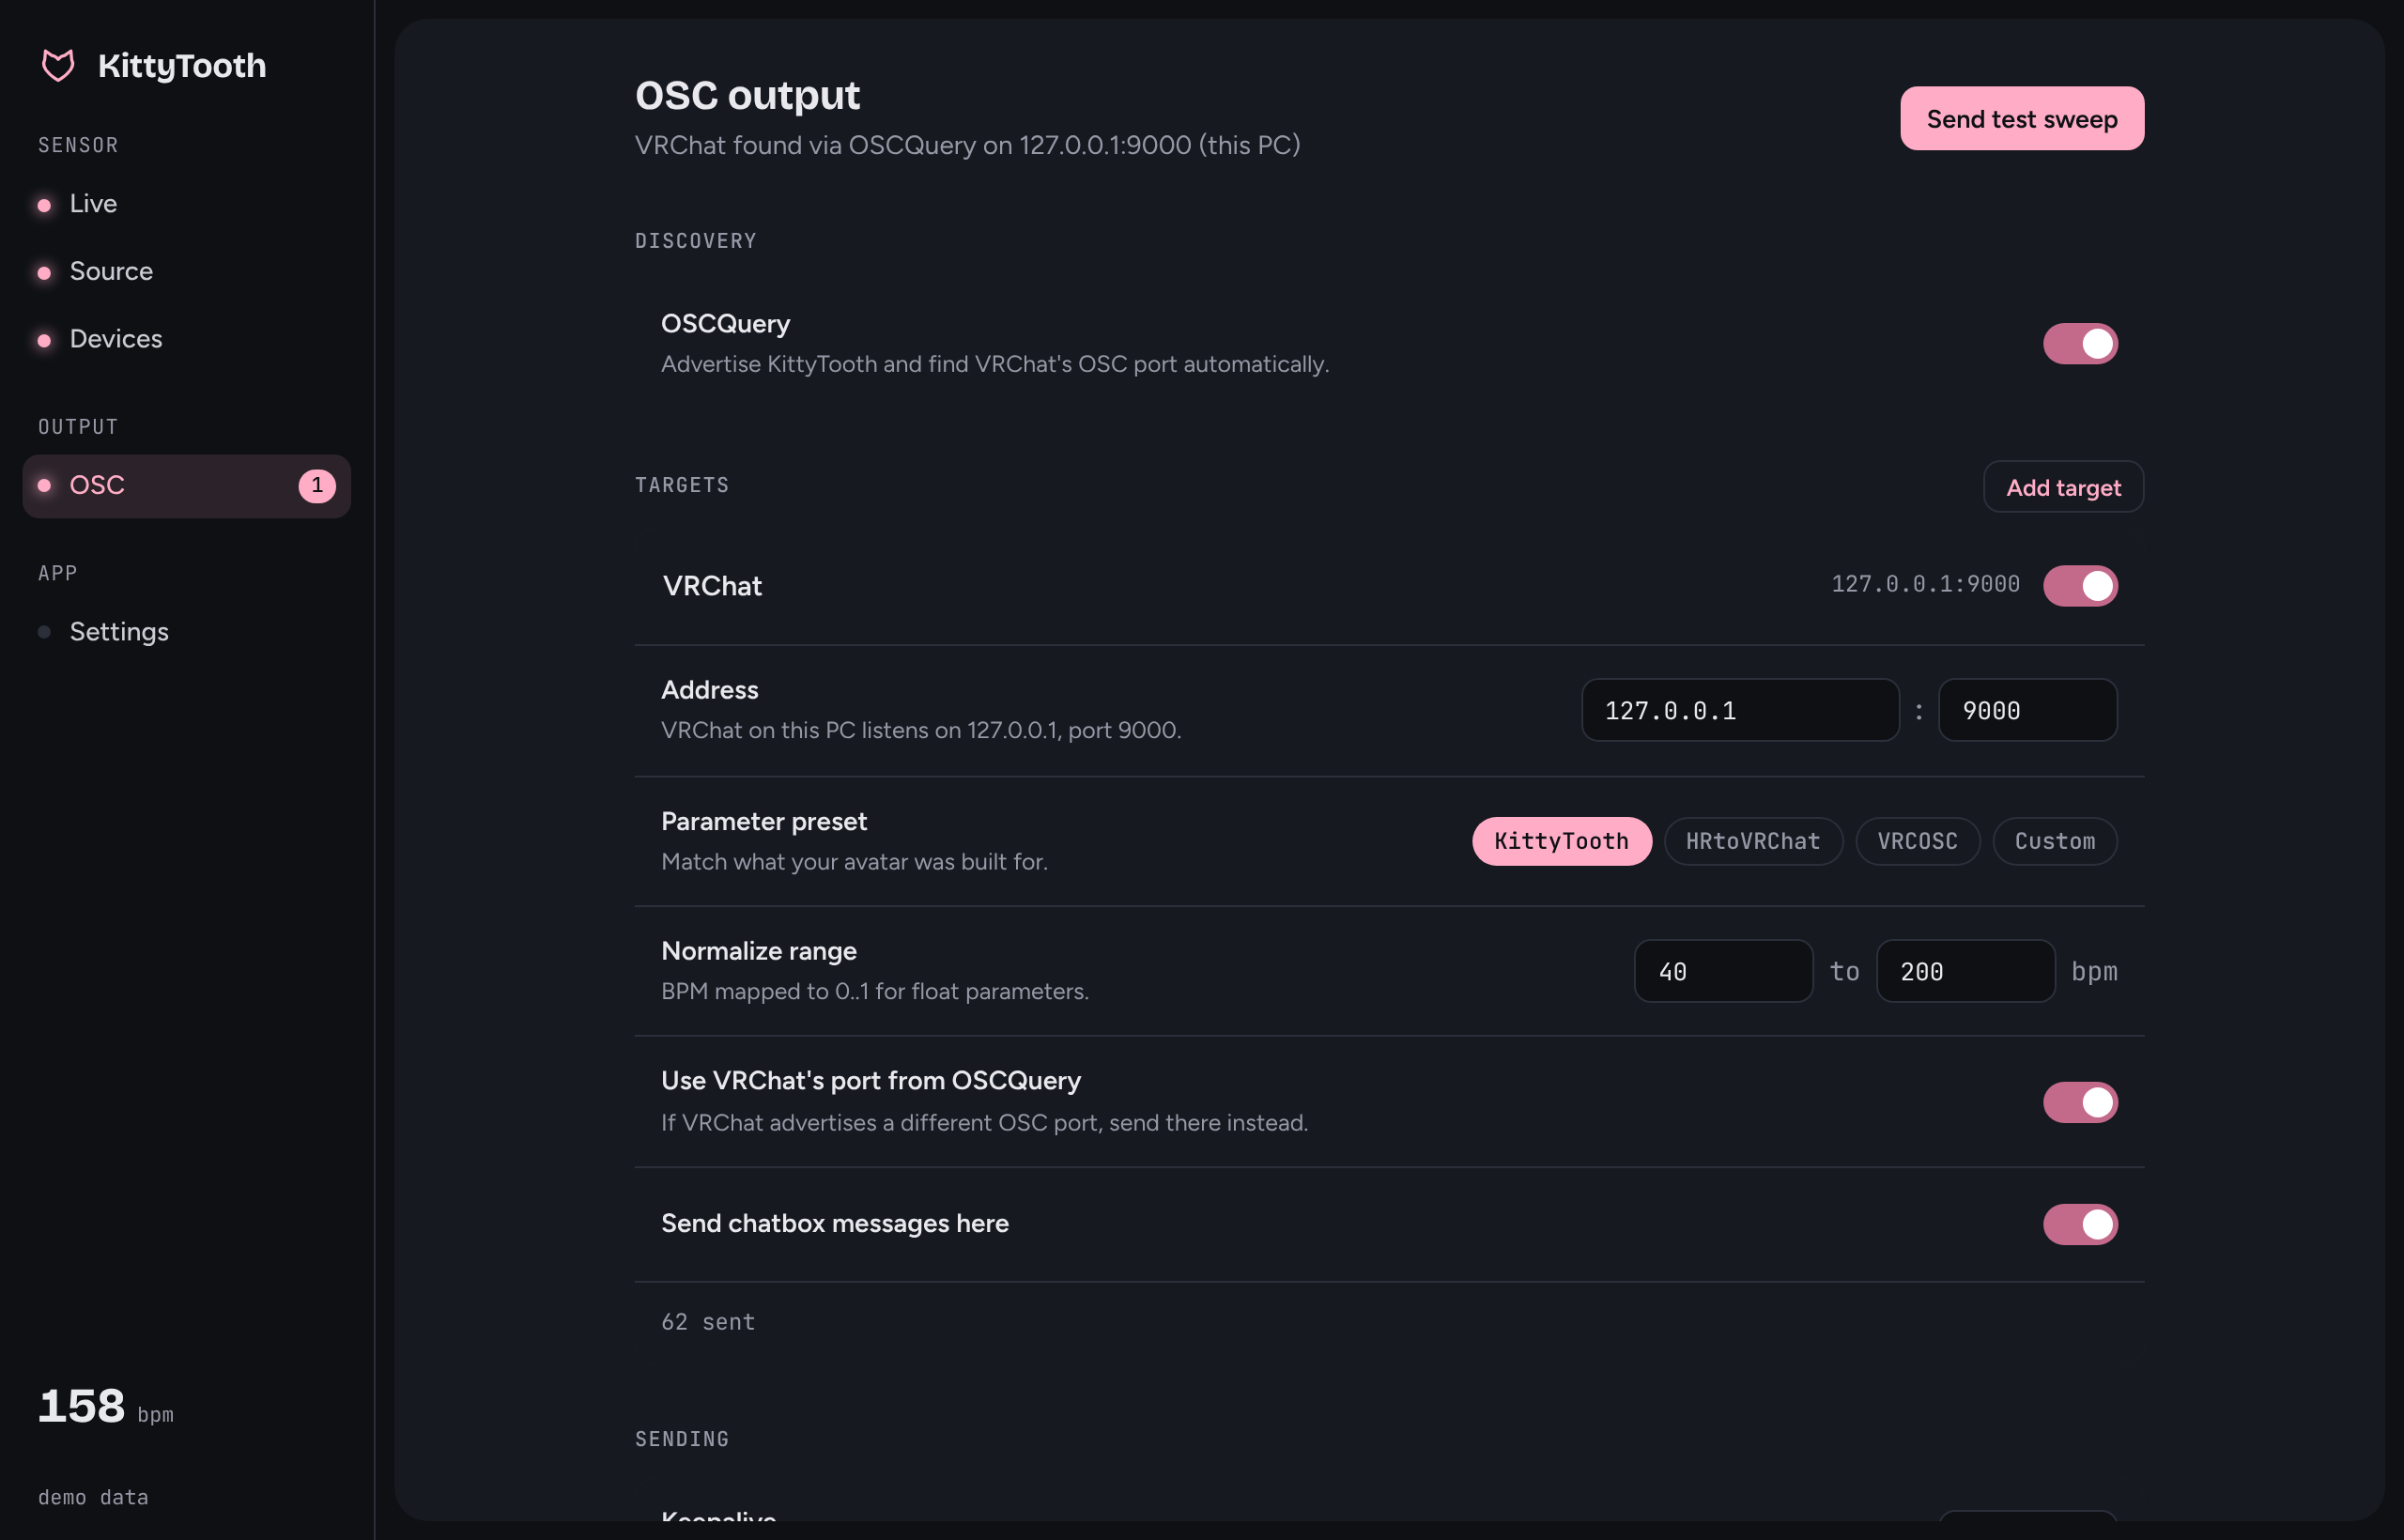 KittyTooth
SENSOR
Live
Source
Devices
OUTPUT
OSC 1
APP
Settings
158 bpm
demo data
OSC output
VRChat found via OSCQuery on 127.0.0.1:9000 (this PC)
Send test sweep
DISCOVERY
OSCQuery
Advertise KittyTooth and find VRChat's OSC port automatically.
TARGETS
Add target
VRChat
127.0.0.1:9000
Address
VRChat on this PC listens on 127.0.0.1, port 9000.
127.0.0.1 : 9000
Parameter preset
Match what your avatar was built for.
KittyTooth HRtoVRChat VRCOSC Custom
Normalize range
BPM mapped to 0..1 for float parameters.
40 to 200 bpm
Use VRChat's port from OSCQuery
If VRChat advertises a different OSC port, send there instead.
Send chatbox messages here
62 sent
SENDING
Keepalive